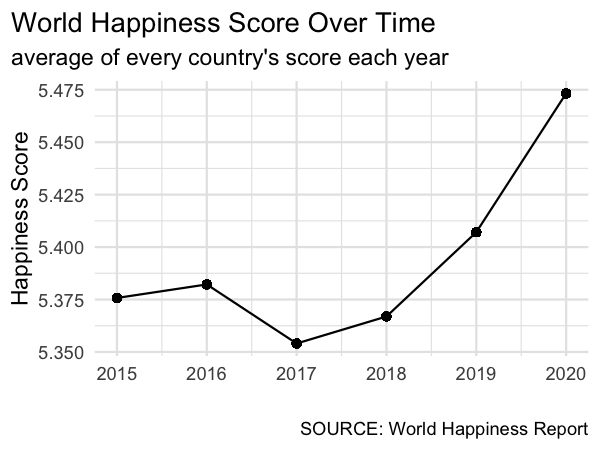 World Happiness Score Over Time
average of every country's score each year
Happiness Score
5.475
5.450
5.425
5.400
5.375
5.350
2015 2016 2017 2018 2019 2020
SOURCE: World Happiness Report